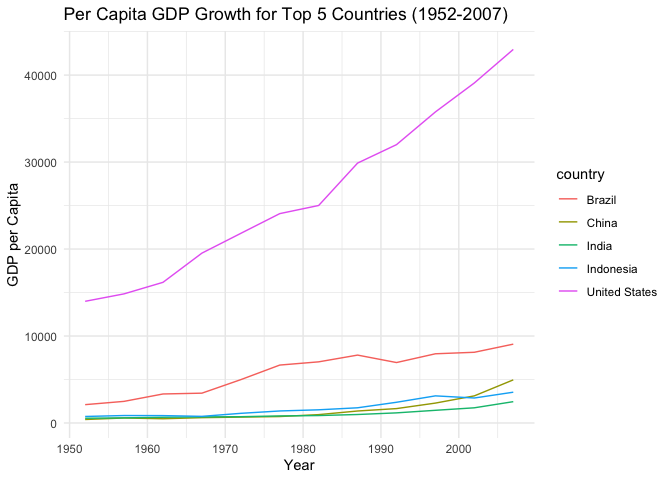 Per Capita GDP Growth for Top 5 Countries (1952-2007)
40000
30000
20000
10000
0
GDP per Capita
1950 1960 1970 1980 1990 2000
Year
country
Brazil
China
India
Indonesia
United States